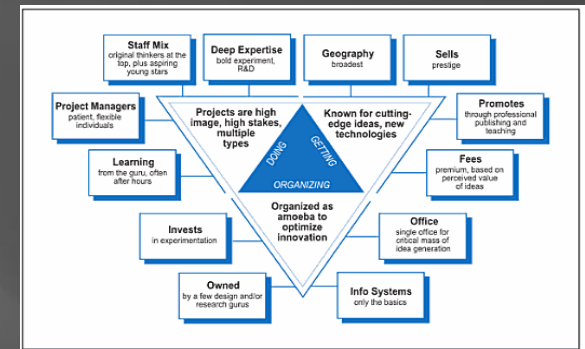 Staff Mix
original thinkers at the
top, plus aspiring
young stars
Deep Expertise
bold experiment,
R&D
Geography
broadest
Sells
prestige
Project Managers
patient, flexible
individuals
Projects are high
image, high stakes,
multiple
types
Known for cutting-
edge ideas, new
technologies
Promotes
through professional
publishing and
teaching
DOING
GETTING
ORGANIZING
Learning
from the guru, often
after hours
Fees
premium, based on
perceived value of
ideas
Organized as
amoeba to
optimize
innovation
Invests
in experimentation
Office
single office for
critical mass of
idea generation
Owned
by a few design and/or
research gurus
Info Systems
only the basics